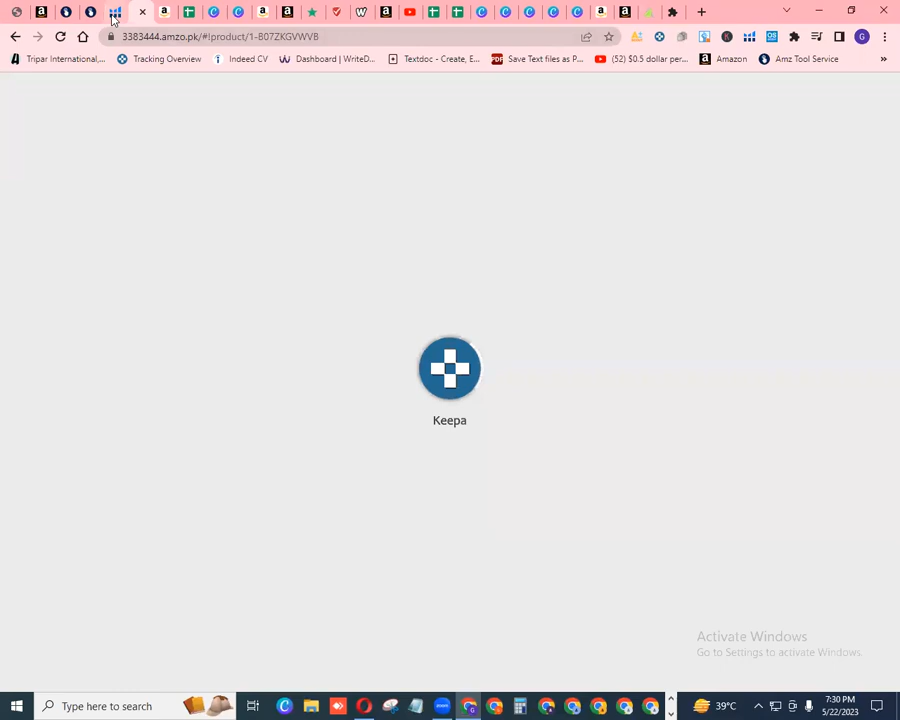 3383444.amzo.pk/#!product/1-B07ZKGVWVB
Tripar International,...
Tracking Overview
Indeed CV
Dashboard | WriteD...
Textdoc - Create, E...
Save Text files as P...
(52) $0.5 dollar per...
Amazon
Amz Tool Service
Keepa
Activate Windows
Go to Settings to activate Windows.
Type here to search
39°C
7:30 PM
5/22/2023